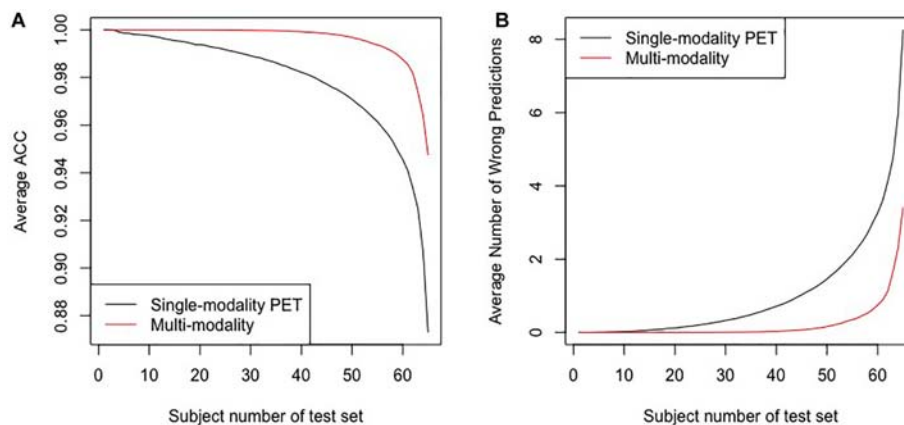 A
Average ACC
1.00
0.98
0.96
0.94
0.92
0.90
0.88
Single-modality PET
Multi-modality
0 10 20 30 40 50 60
Subject number of test set
B
Average Number of Wrong Predictions
8
6
4
2
0
Single-modality PET
Multi-modality
0 10 20 30 40 50 60
Subject number of test set